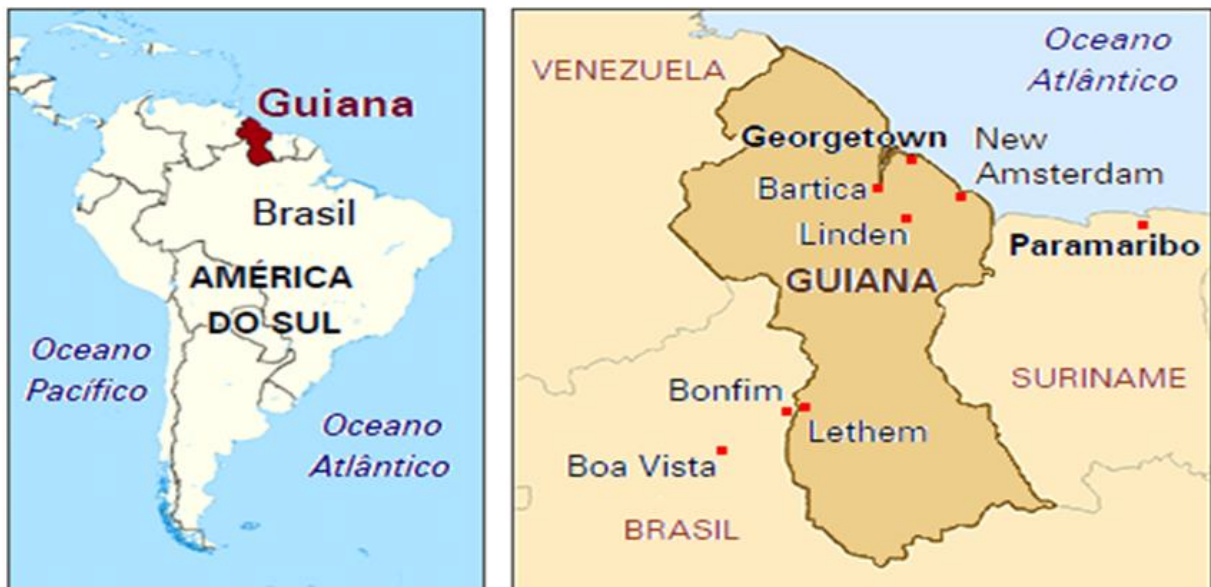 Guiana
Brasil
AMÉRICA
DO SUL
Oceano
Pacífico
Oceano
Atlântico
Oceano
Atlântico
VENEZUELA
Georgetown
New
Amsterdam
Bartica
Linden
Paramaribo
GUIANA
SURINAME
Bonfim
Lethem
Boa Vista
BRASIL